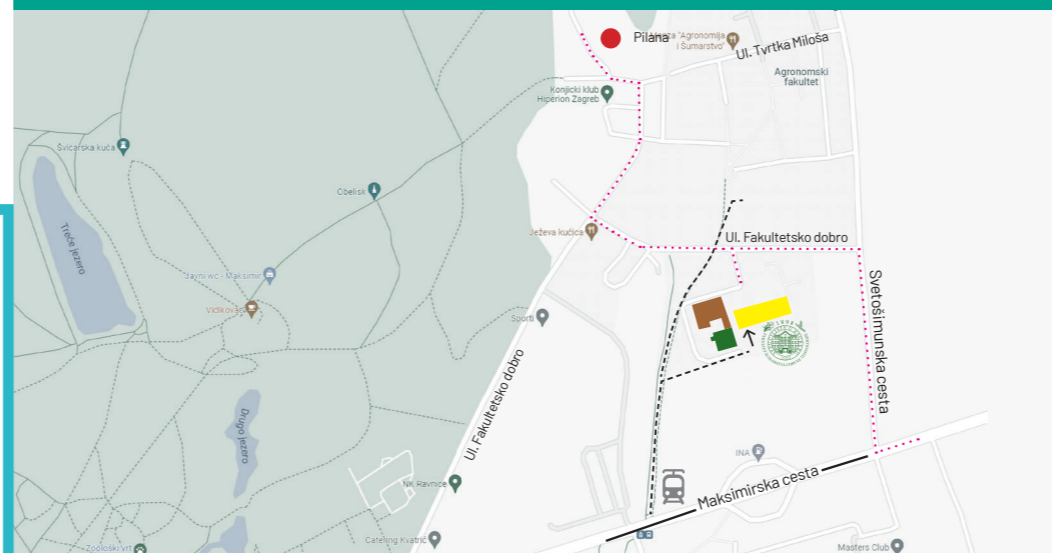 Pilana
Menza "Agronomija
i Šumarstvo"
Ul. Tvrtka Miloša
Agronomski
fakultet
Konjički klub
Hiperion Zagreb
Švicarska kuća
Obelisk
Treće jezero
Ježeva kućica
Ul. Fakultetsko dobro
Javni wc - Maksimir
Vidikovac
Svetošimunska cesta
Sporti
Ul. Fakultetsko dobro
Drugo jezero
INA
NK Ravnice
Maksimirska cesta
Catering Kvatrić
Zoološki vrt
Masters Club